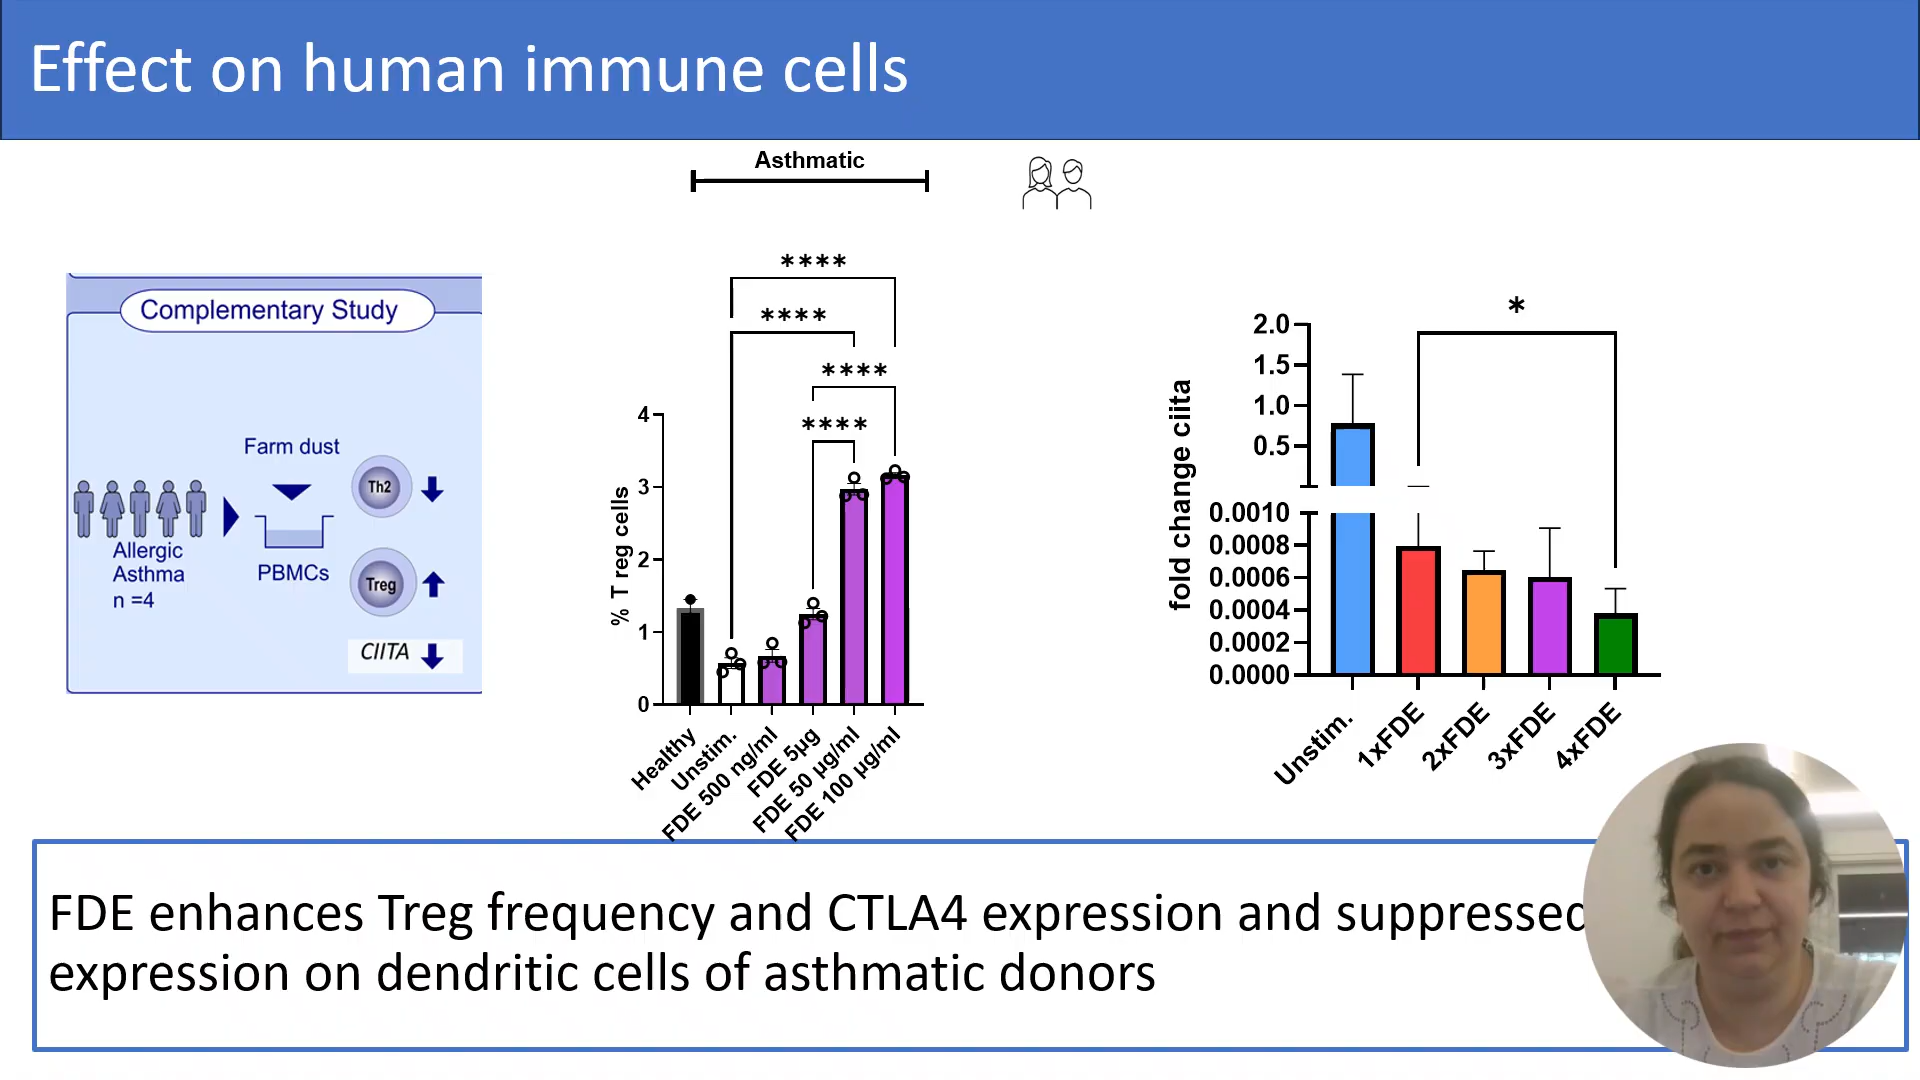 Effect on human immune cells
Complementary Study
Farm dust
Th2
Allergic
Asthma
n =4
PBMCs
Treg
CIITA
Asthmatic
****
****
****
****
% T reg cells
4
3
2
1
0
Healthy
Unstim.
FDE 500 ng/ml
FDE 5µg
FDE 50 µg/ml
FDE 100 µg/ml
*
fold change ciita
2.0
1.5
1.0
0.5
0.0010
0.0008
0.0006
0.0004
0.0002
0.0000
Unstim.
1xFDE
2xFDE
3xFDE
4xFDE
FDE enhances Treg frequency and CTLA4 expression and suppressed
expression on dendritic cells of asthmatic donors